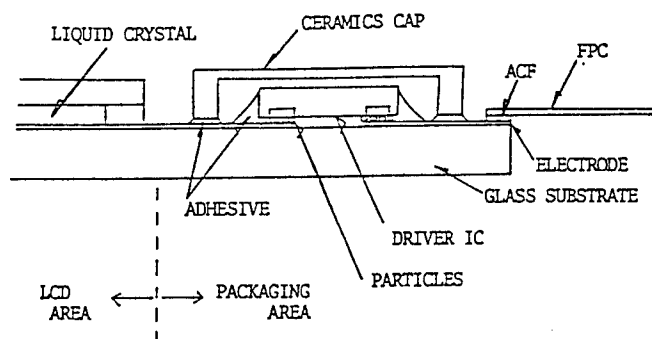 CERAMICS CAP
LIQUID CRYSTAL
FPC
ACF
ELECTRODE
GLASS SUBSTRATE
ADHESIVE
DRIVER IC
PARTICLES
LCD
AREA
PACKAGING
AREA